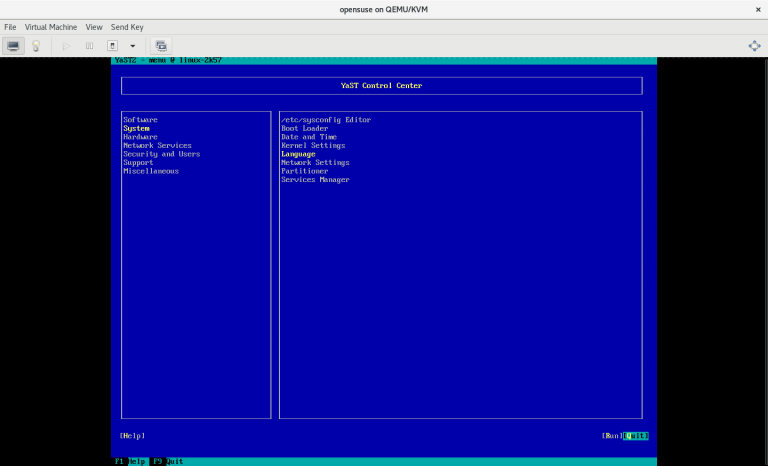 opensuse on QEMU/KVM
File Virtual Machine View Send Key
YaST2 - menu @ linux-2k57
YaST Control Center
Software
System
Hardware
Network Services
Security and Users
Support
Miscellaneous
/etc/sysconfig Editor
Boot Loader
Date and Time
Kernel Settings
Language
Network Settings
Partitioner
Services Manager
[Help] [Run][Quit]
F1 Help F9 Quit